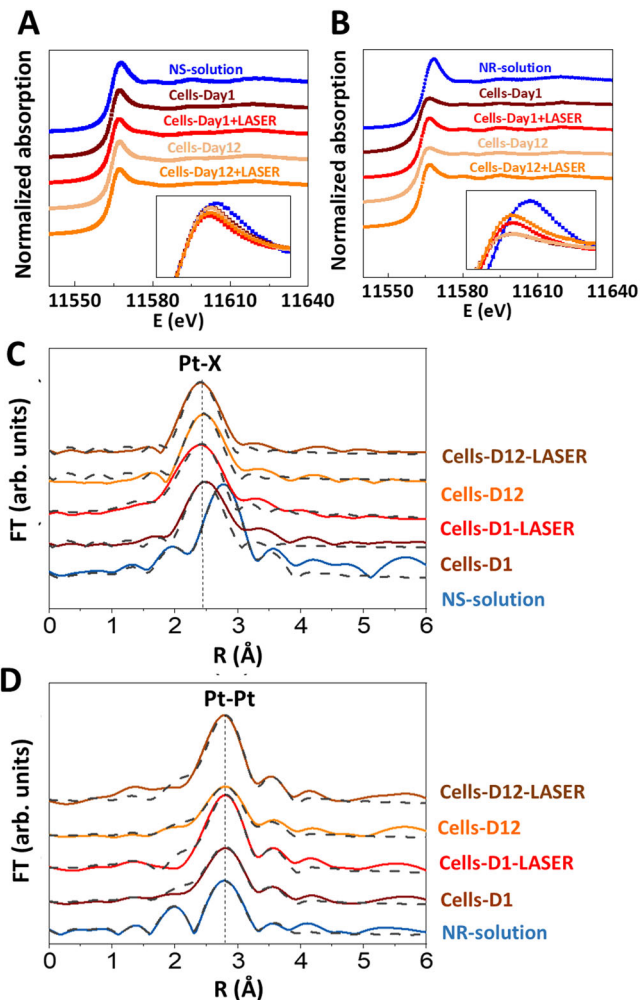 A
Normalized absorption
NS-solution
Cells-Day1
Cells-Day1+LASER
Cells-Day12
Cells-Day12+LASER
11550 11580 11610 11640
E (eV)
B
Normalized absorption
NR-solution
Cells-Day1
Cells-Day1+LASER
Cells-Day12
Cells-Day12+LASER
11550 11580 11610 11640
E (eV)
C
Pt-X
FT (arb. units)
Cells-D12-LASER
Cells-D12
Cells-D1-LASER
Cells-D1
NS-solution
0 1 2 3 4 5 6
R (Å)
D
Pt-Pt
FT (arb. units)
Cells-D12-LASER
Cells-D12
Cells-D1-LASER
Cells-D1
NR-solution
0 1 2 3 4 5 6
R (Å)